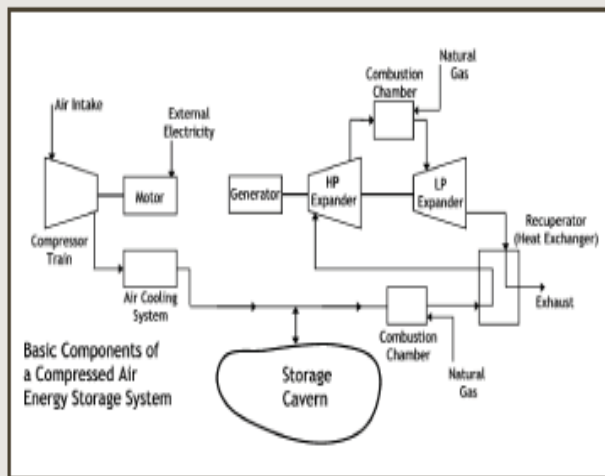 Natural
Gas
Combustion
Chamber
Air Intake
External
Electricity
Motor
Generator
HP
Expander
LP
Expander
Compressor
Train
Recuperator
(Heat Exchanger)
Air Cooling
System
Exhaust
Combustion
Chamber
Natural
Gas
Storage
Cavern
Basic Components of
a Compressed Air
Energy Storage System